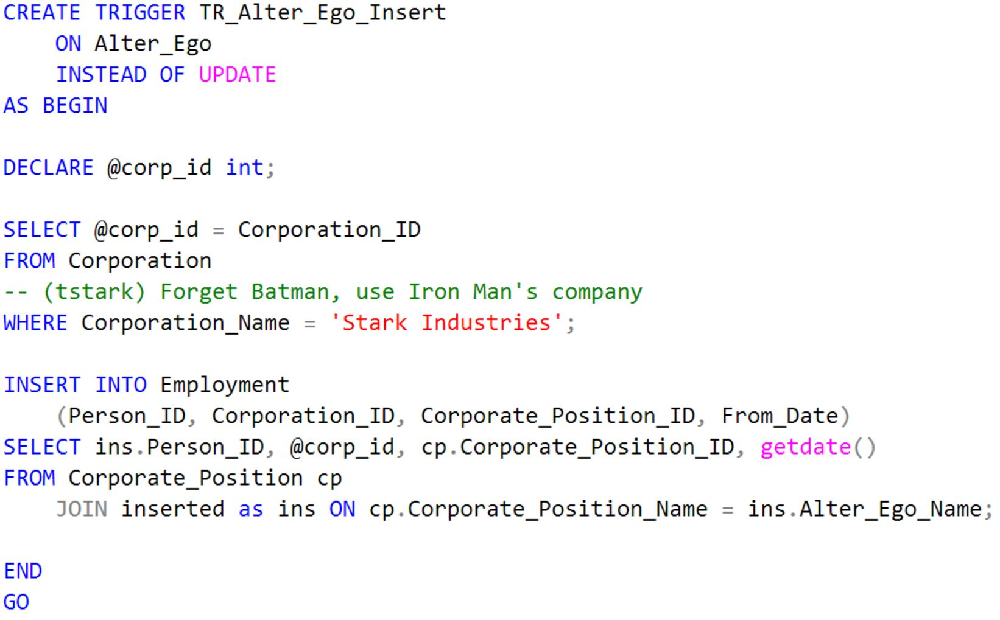 CREATE TRIGGER TR_Alter_Ego_Insert
    ON Alter_Ego
    INSTEAD OF UPDATE
AS BEGIN

DECLARE @corp_id int;

SELECT @corp_id = Corporation_ID
FROM Corporation
-- (tstark) Forget Batman, use Iron Man's company
WHERE Corporation_Name = 'Stark Industries';

INSERT INTO Employment
    (Person_ID, Corporation_ID, Corporate_Position_ID, From_Date)
SELECT ins.Person_ID, @corp_id, cp.Corporate_Position_ID, getdate()
FROM Corporate_Position cp
    JOIN inserted as ins ON cp.Corporate_Position_Name = ins.Alter_Ego_Name;

END
GO